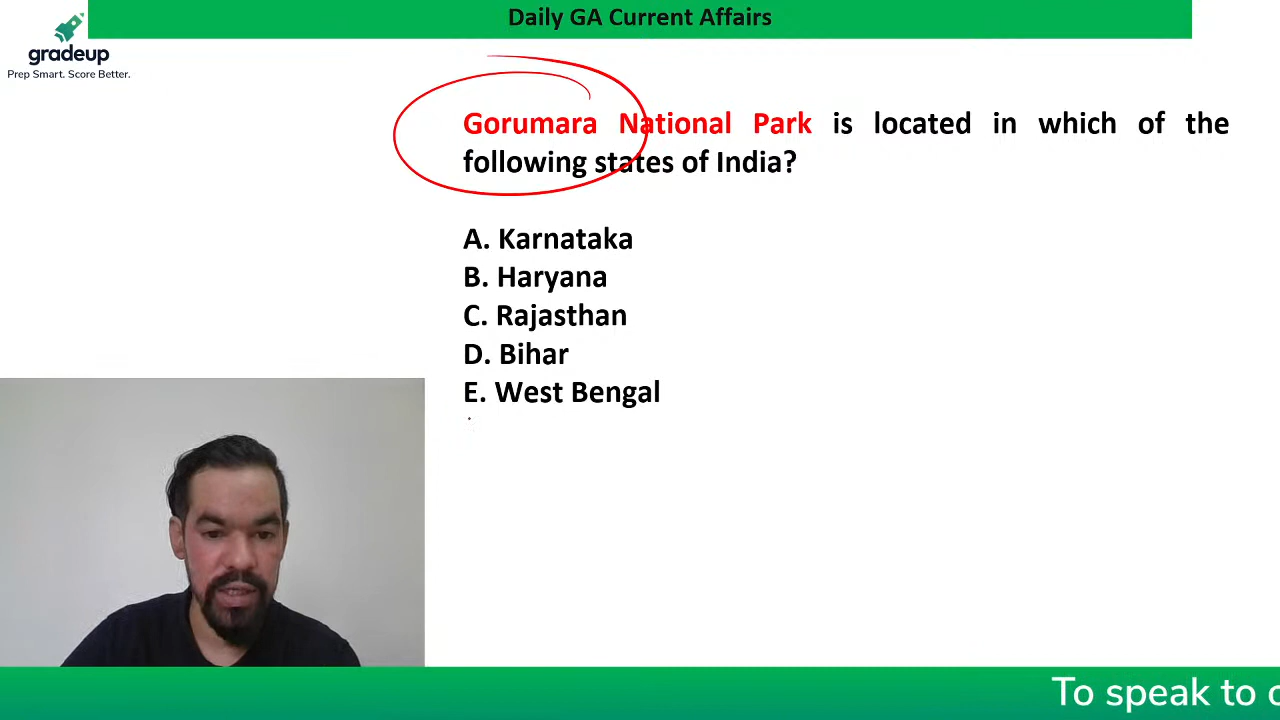 Daily GA Current Affairs
gradeup
Prep Smart. Score Better.
Gorumara National Park is located in which of the
following states of India?
A. Karnataka
B. Haryana
C. Rajasthan
D. Bihar
E. West Bengal
To speak to